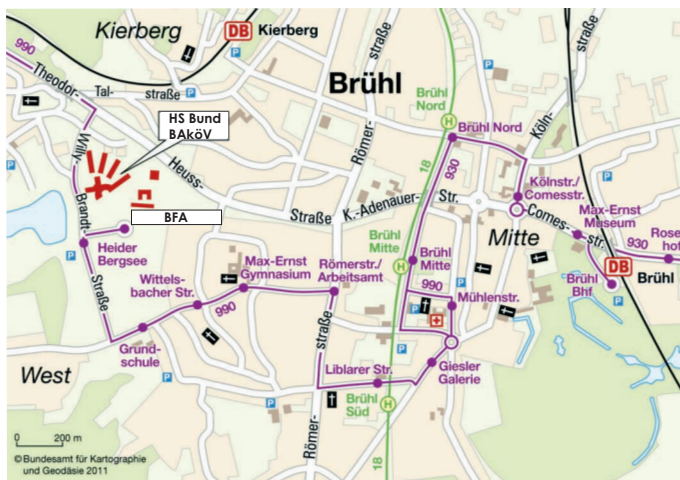 Kierberg
DB Kierberg
990
Theodor-
Tal-
straße
straße
Brühl
Brühl
Nord
H
Brühl Nord
HS Bund
BAköV
Heuss-
Straße
Römer-
Willy-
Brandt-
Straße
BFA
Heider
Bergsee
18
930
K.-Adenauer-
Str.
Köln-
straße
Kölnstr./
Comesstr.
Comes-
str.
Max-Ernst
Museum
Rose
hof
930
DB Brühl
Brühl
Bhf
Mitte
Brühl
Mitte
H
Brühl
Mitte
990
Mühlenstr.
Wittels-
bacher Str.
Max-Ernst
Gymnasium
Römerstr./
Arbeitsamt
990
Grund-
schule
straße
Römer-
Liblarer Str.
Giesler
Galerie
Brühl
Süd
H
18
West
P
P
P
P
P
P
P
P
P
P
P
0 200 m
©Bundesamt für Kartographie
und Geodäsie 2011